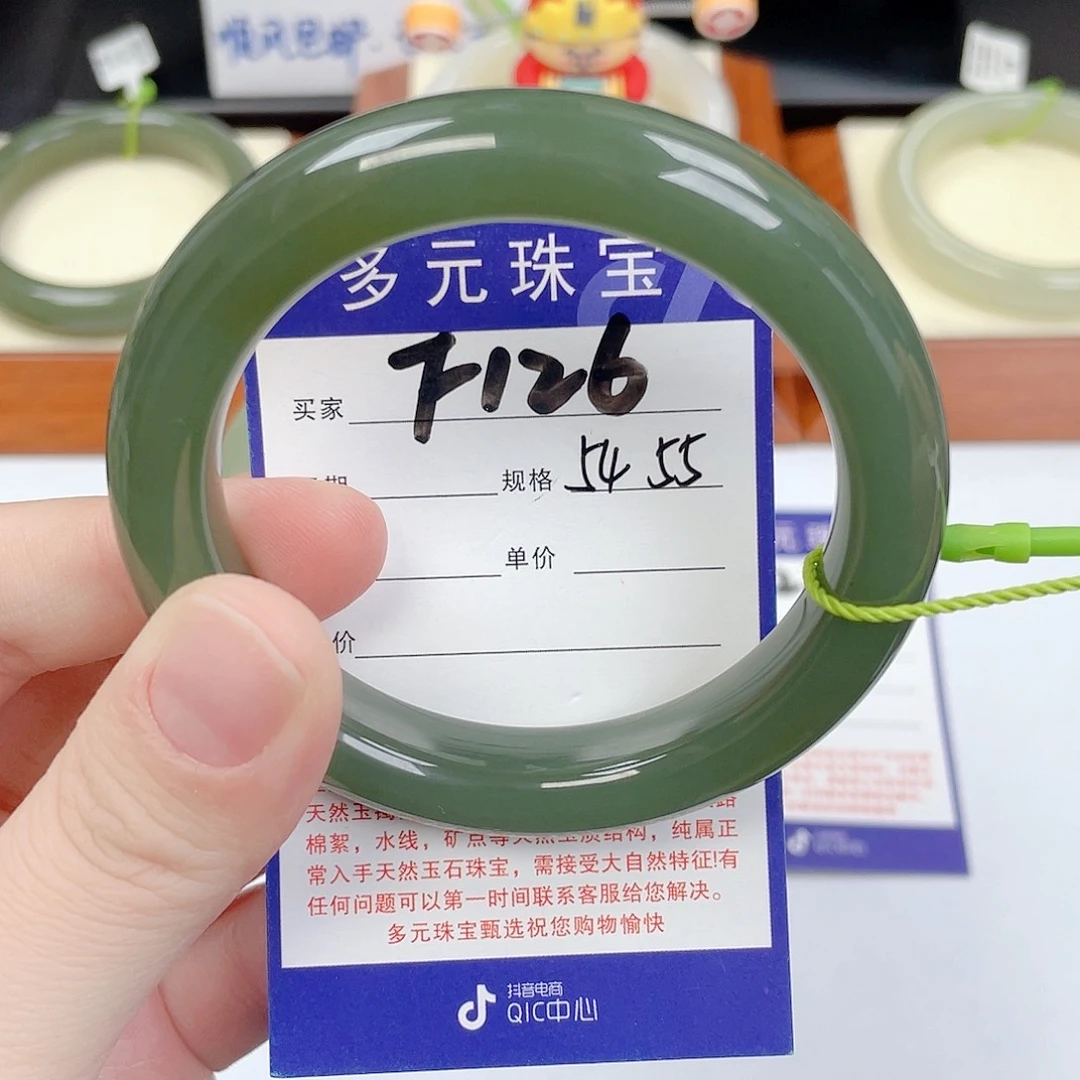 多元珠宝
买家 F126
期 规格 54 55
单价
价
天然玉
棉絮，水线，矿点等天然玉质结构，纯属正
常入手天然玉石珠宝，需接受大自然特征!有
任何问题可以第一时间联系客服给您解决。
多元珠宝甄选祝您购物愉快
抖音电商
QIC中心